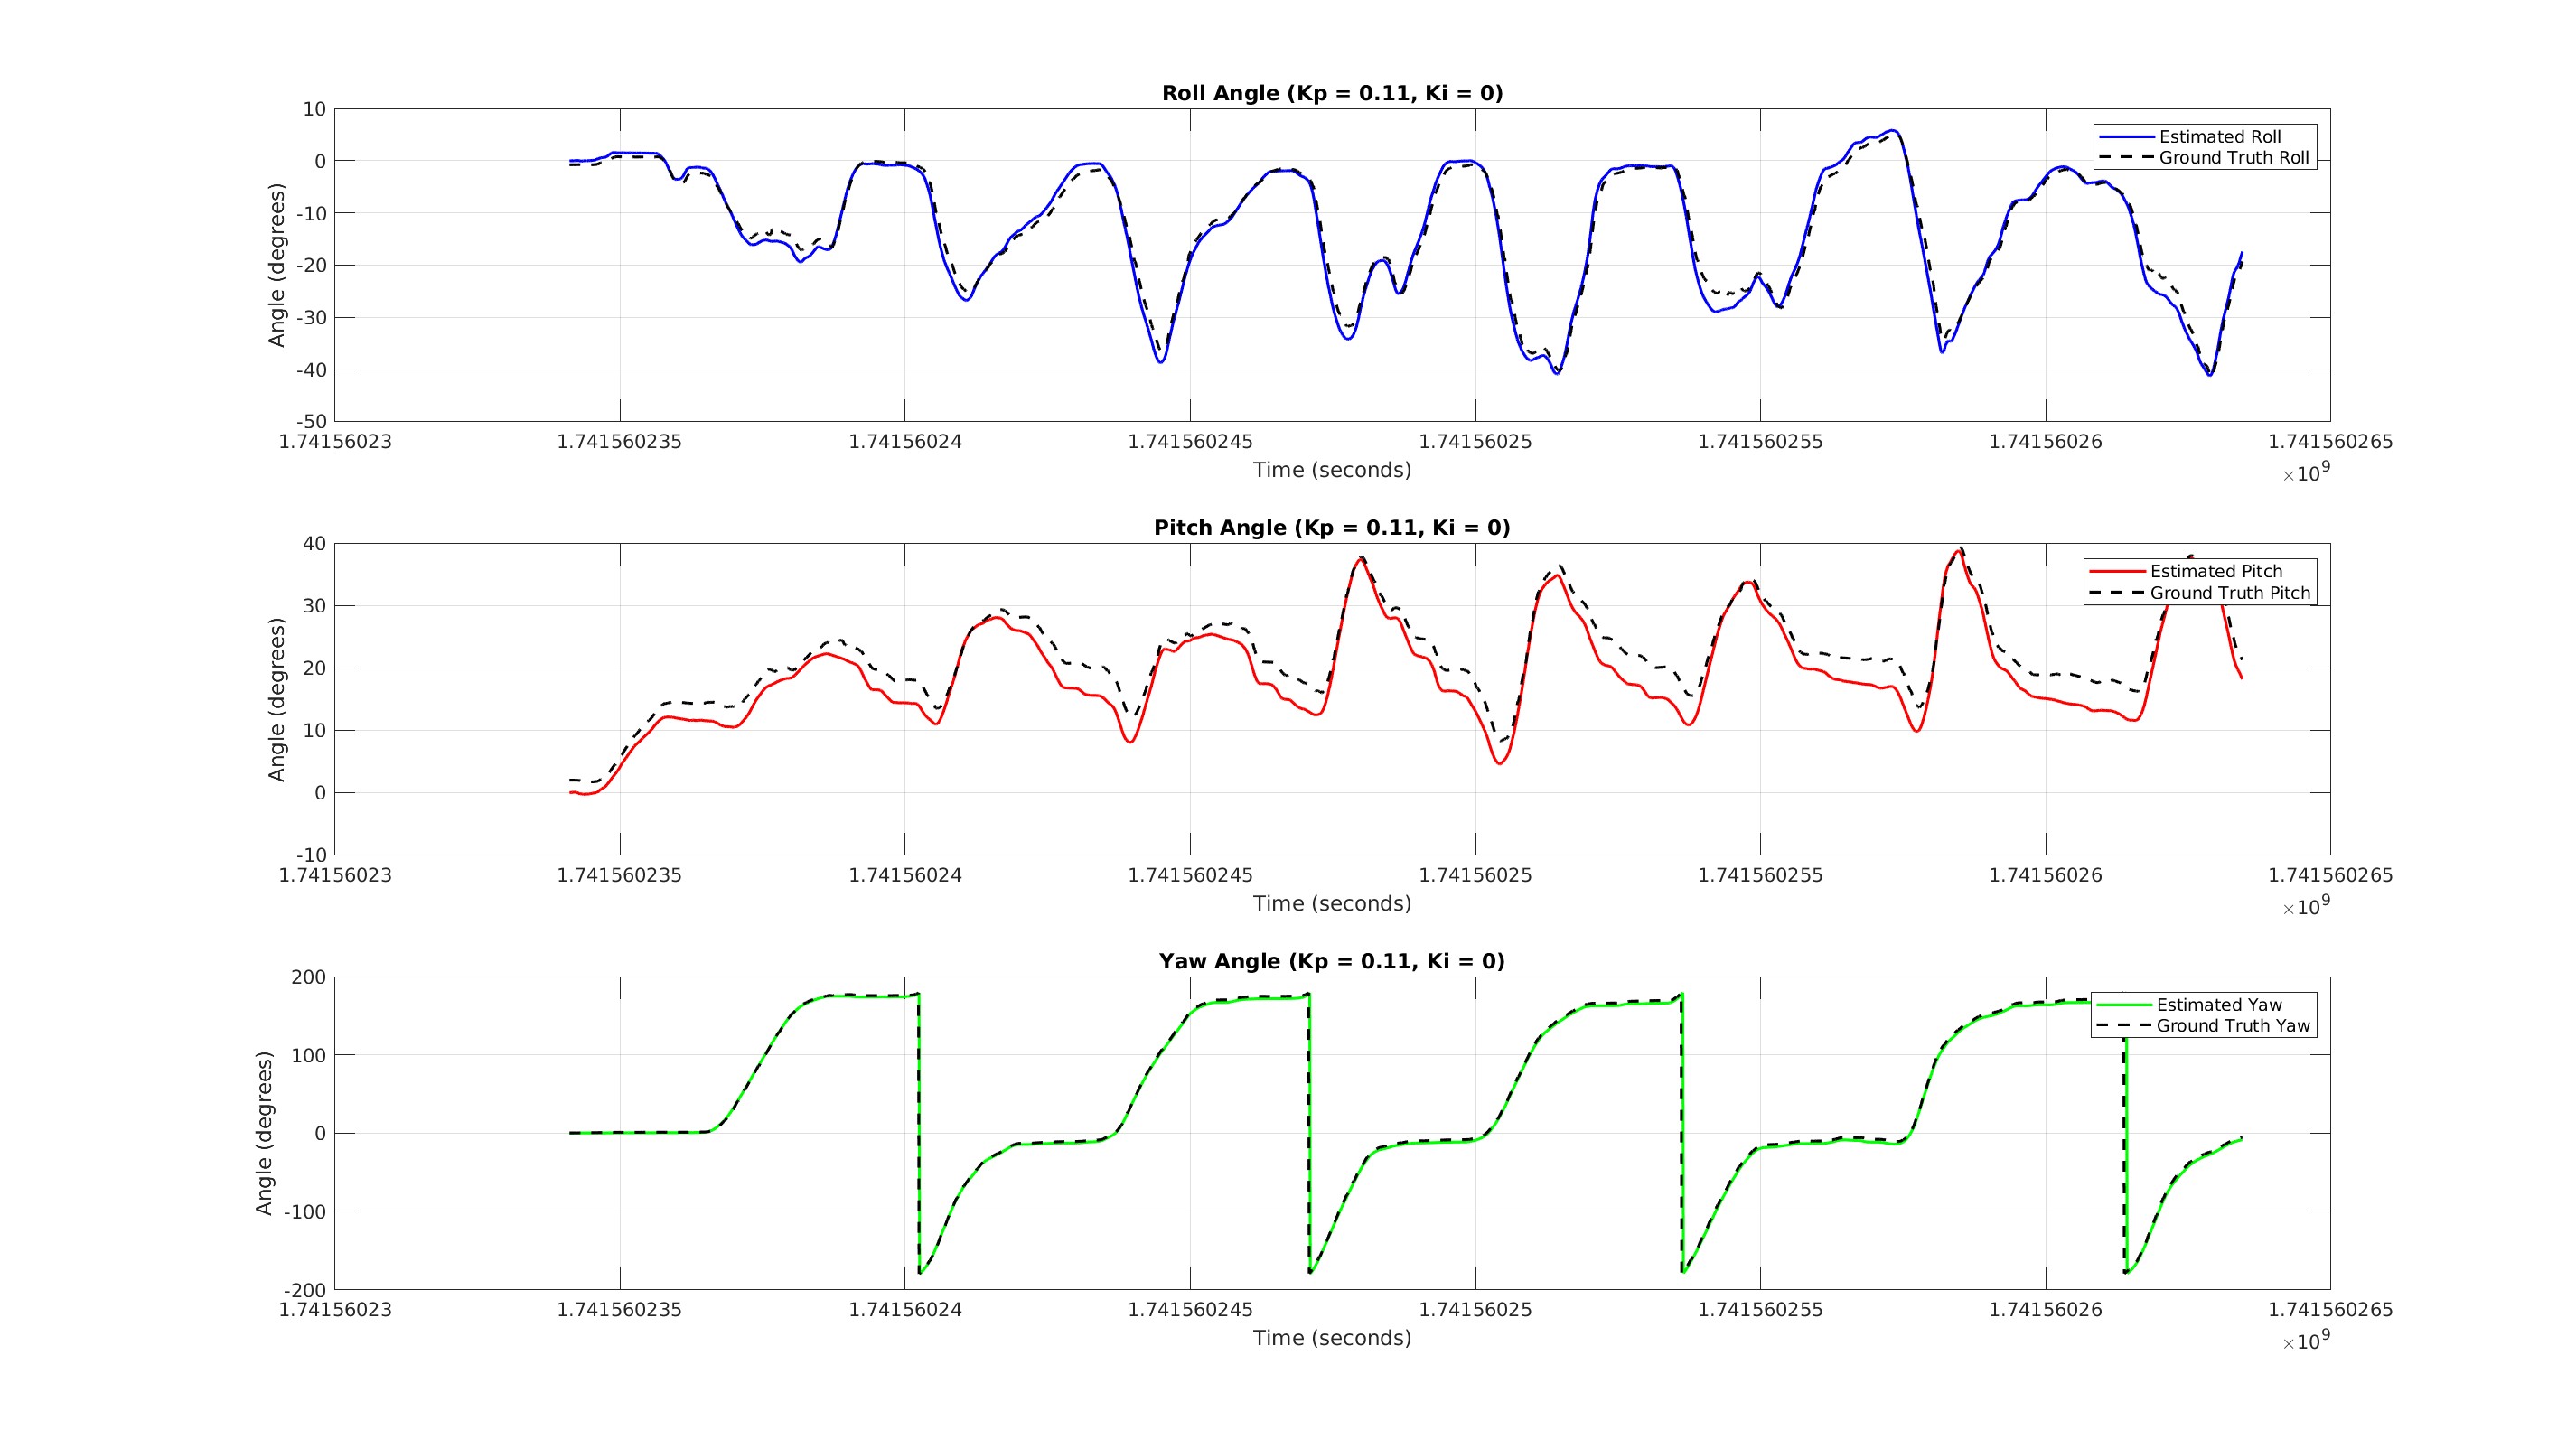 Roll Angle (Kp = 0.11, Ki = 0)
10
0
-10
-20
-30
-40
-50
Angle (degrees)
Estimated Roll
Ground Truth Roll
1.74156023 1.741560235 1.74156024 1.741560245 1.74156025 1.741560255 1.74156026 1.741560265
Time (seconds)
×10^9
Pitch Angle (Kp = 0.11, Ki = 0)
40
30
20
10
0
-10
Angle (degrees)
Estimated Pitch
Ground Truth Pitch
1.74156023 1.741560235 1.74156024 1.741560245 1.74156025 1.741560255 1.74156026 1.741560265
Time (seconds)
×10^9
Yaw Angle (Kp = 0.11, Ki = 0)
200
100
0
-100
-200
Angle (degrees)
Estimated Yaw
Ground Truth Yaw
1.74156023 1.741560235 1.74156024 1.741560245 1.74156025 1.741560255 1.74156026 1.741560265
Time (seconds)
×10^9